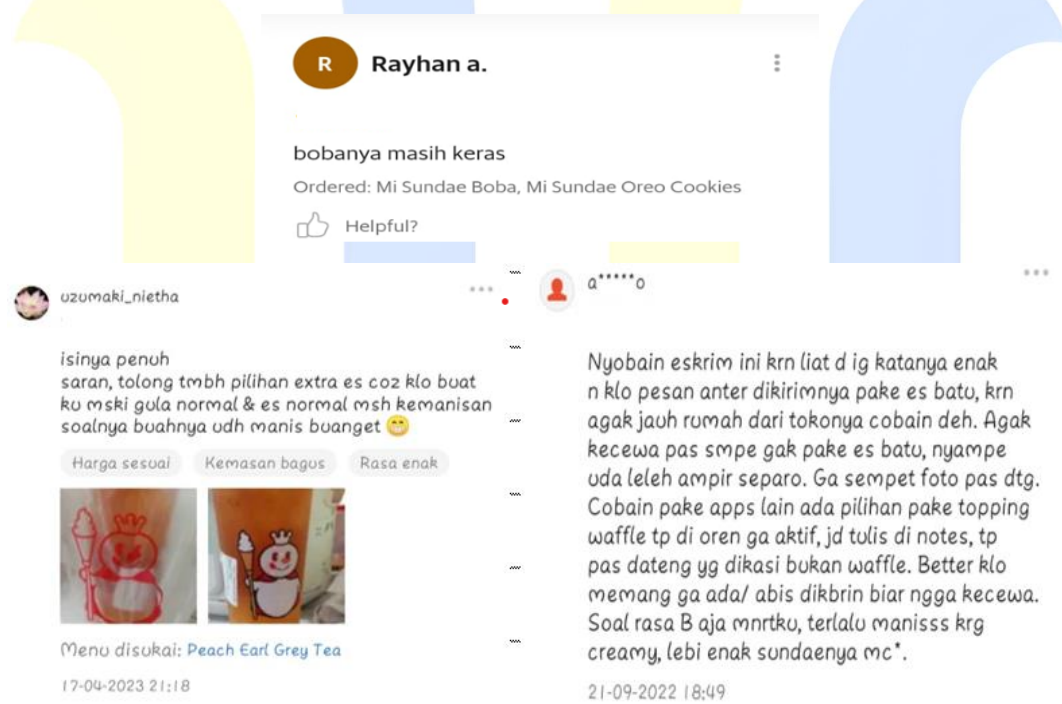 R
Rayhan a.
bobanya masih keras
Ordered: Mi Sundae Boba, Mi Sundae Oreo Cookies
Helpful?
uzumaki_nietha
isinya penuh
saran, tolong tmbh pilihan extra es coz klo buat
ku mski gula normal & es normal msh kemanisan
soalnya buahnya udh manis buanget 😁
Harga sesuai
Kemasan bagus
Rasa enak
Menu disukai: Peach Earl Grey Tea
17-04-2023 21:18
a*****o
Nyobain eskrim ini krn liat d ig katanya enak
n klo pesan anter dikirimnya pake es batu, krn
agak jauh rumah dari tokonya cobain deh. Agak
kecewa pas smpe gak pake es batu, nyampe
uda leleh ampir separo. Ga sempet foto pas dtg.
Cobain pake apps lain ada pilihan pake topping
waffle tp di oren ga aktif, jd tulis di notes, tp
pas dateng yg dikasi bukan waffle. Better klo
memang ga ada/ abis dikbrin biar ngga kecewa.
Soal rasa B aja mnrtku, terlalu manisss krg
creamy, lebi enak sundaenya mc*.
21-09-2022 18:49